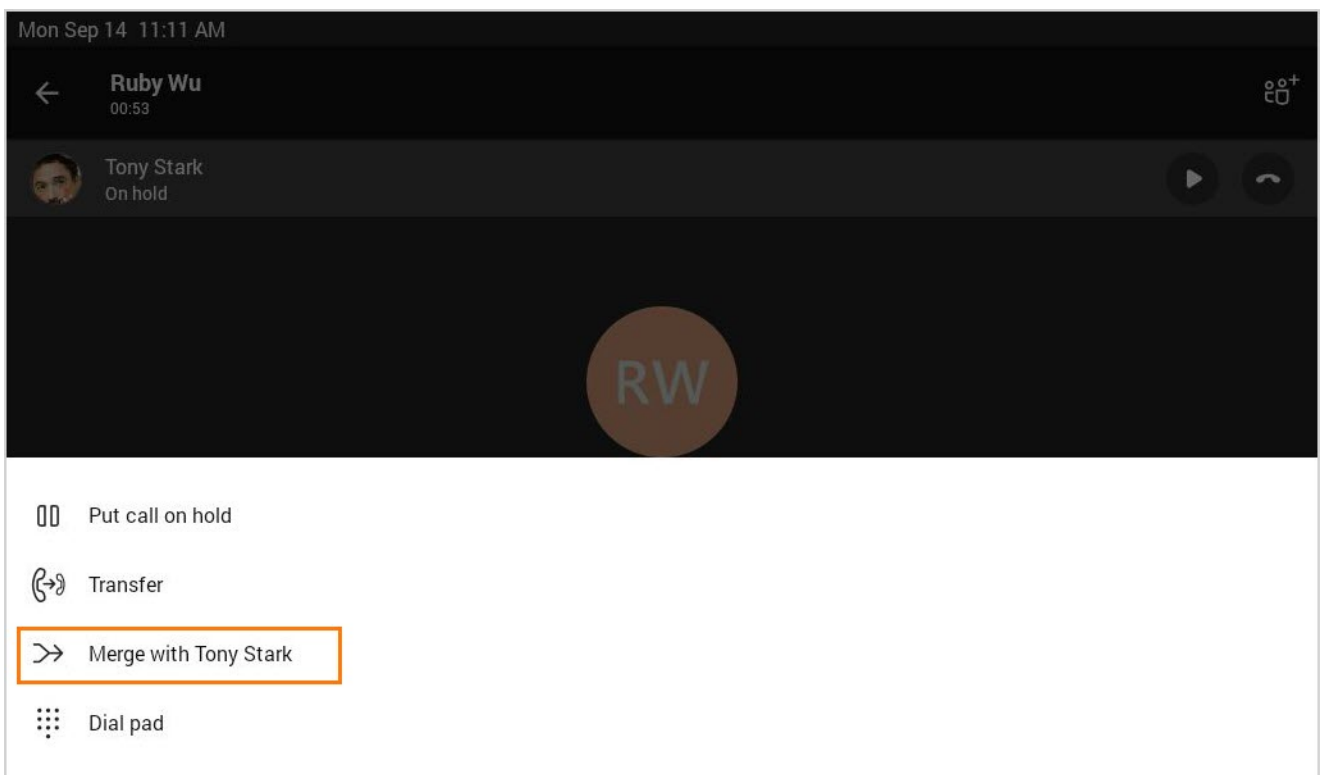 Mon Sep 14 11:11 AM
Ruby Wu
00:53
Tony Stark
On hold
RW
Put call on hold
Transfer
Merge with Tony Stark
Dial pad